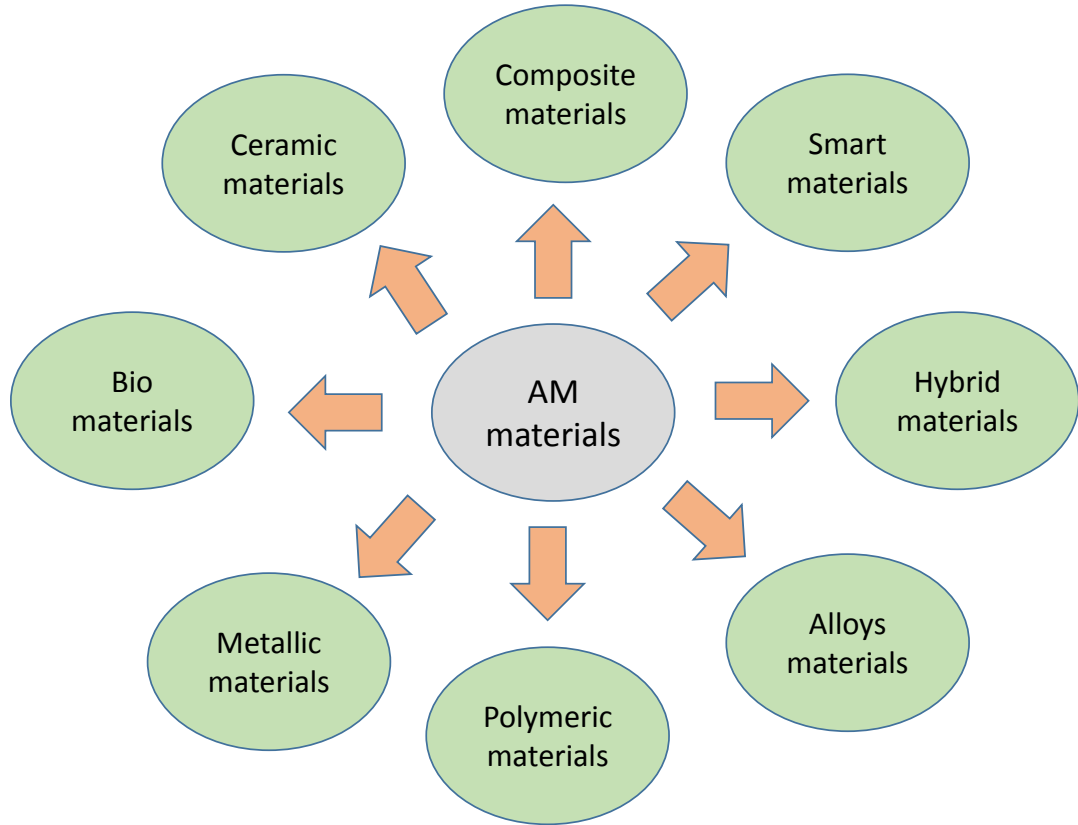 Composite
materials
Ceramic
materials
Smart
materials
Bio
materials
AM
materials
Hybrid
materials
Metallic
materials
Alloys
materials
Polymeric
materials